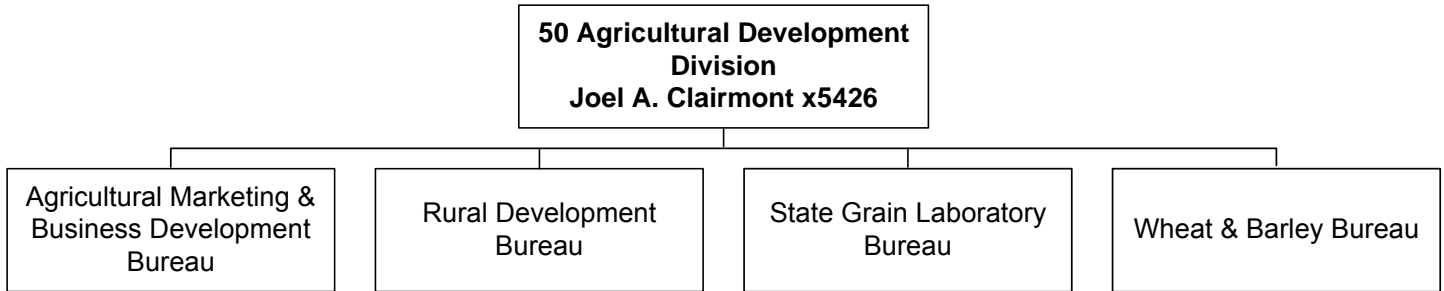 50 Agricultural Development
Division
Joel A. Clairmont x5426
Agricultural Marketing &
Business Development
Bureau
Rural Development
Bureau
State Grain Laboratory
Bureau
Wheat & Barley Bureau